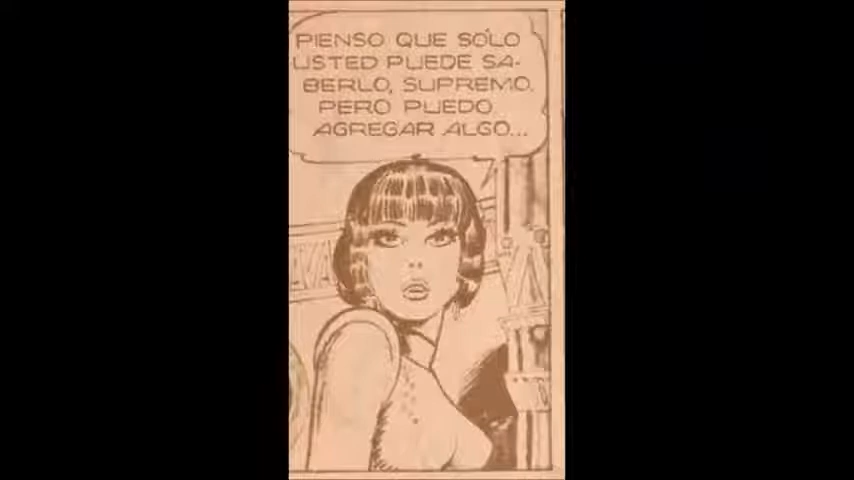 PIENSO QUE SÓLO
USTED PUEDE SA-
BERLO, SUPREMO.
PERO PUEDO
AGREGAR ALGO...